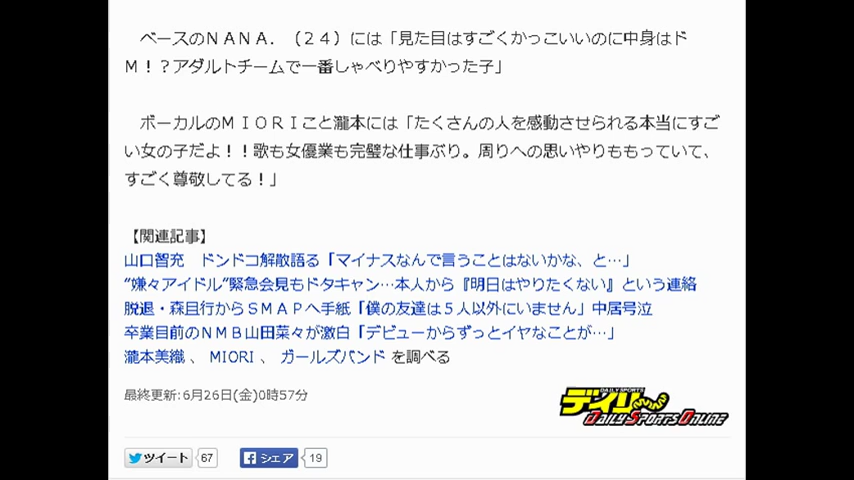 ベースのＮＡＮＡ．（２４）には「見た目はすごくかっこいいのに中身はド
Ｍ！？アダルトチームで一番しゃべりやすかった子」
ボーカルのＭＩＯＲＩこと瀧本には「たくさんの人を感動させられる本当にすご
い女の子だよ！！歌も女優業も完璧な仕事ぶり。周りへの思いやりももっていて、
すごく尊敬してる！」
【関連記事】
山口智充　ドンドコ解散語る「マイナスなんで言うことはないかな、と…」
“嫌々アイドル”緊急会見もドタキャン…本人から『明日はやりたくない』という連絡
脱退・森且行からＳＭＡＰへ手紙「僕の友達は５人以外にいません」中居号泣
卒業目前のＮＭＢ山田菜々が激白「デビューからずっとイヤなことが…」
瀧本美織 、 MIORI 、 ガールズバンド を調べる
最終更新:6月26日(金)0時57分
DAILY SPORTS
デイリー
DAILY SPORTS ONLINE
ツイート 67 シェア 19